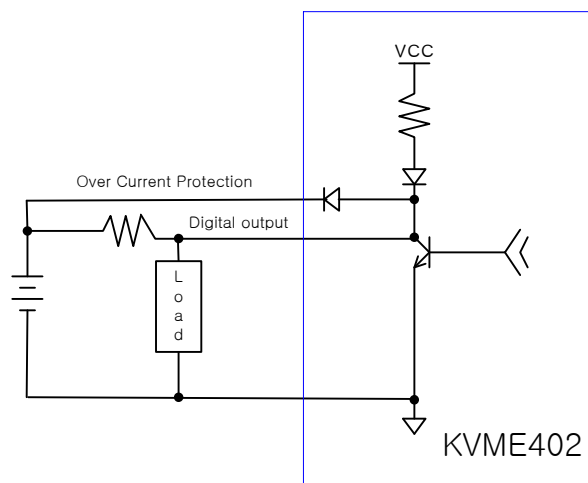 VCC
Over Current Protection
Digital output
L
o
a
d
KVME402